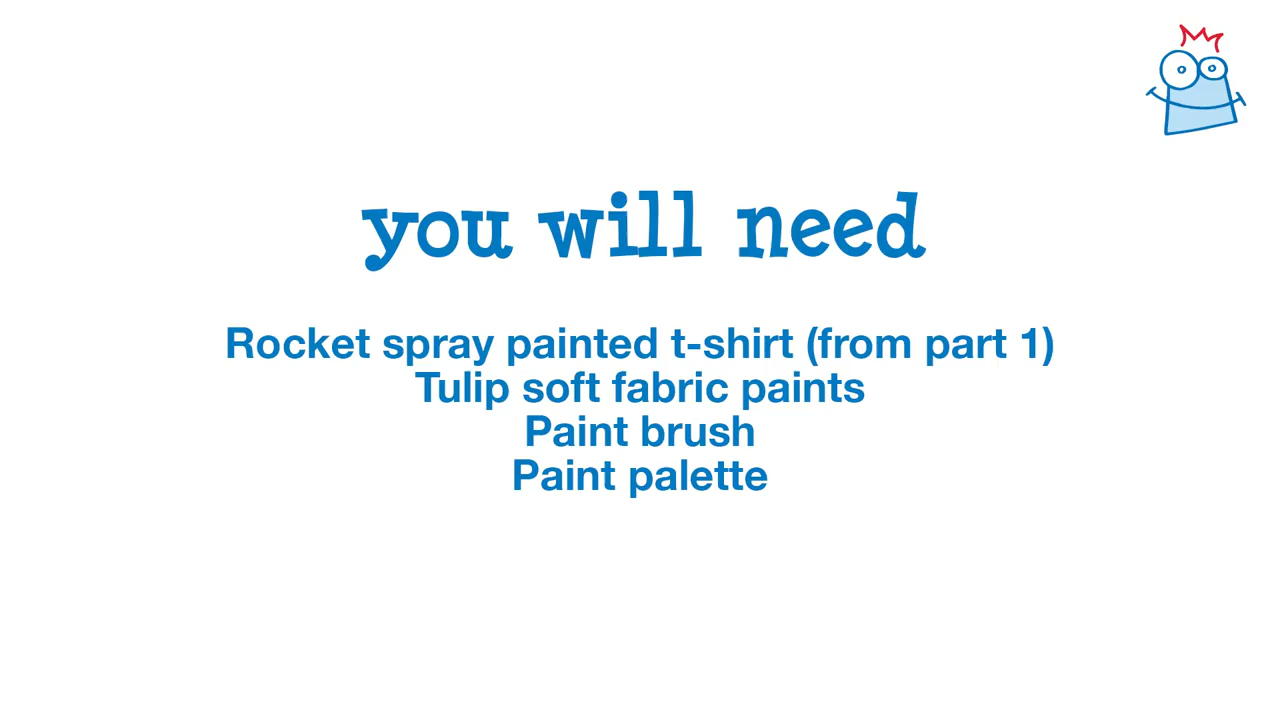 you will need
Rocket spray painted t-shirt (from part 1)
Tulip soft fabric paints
Paint brush
Paint palette